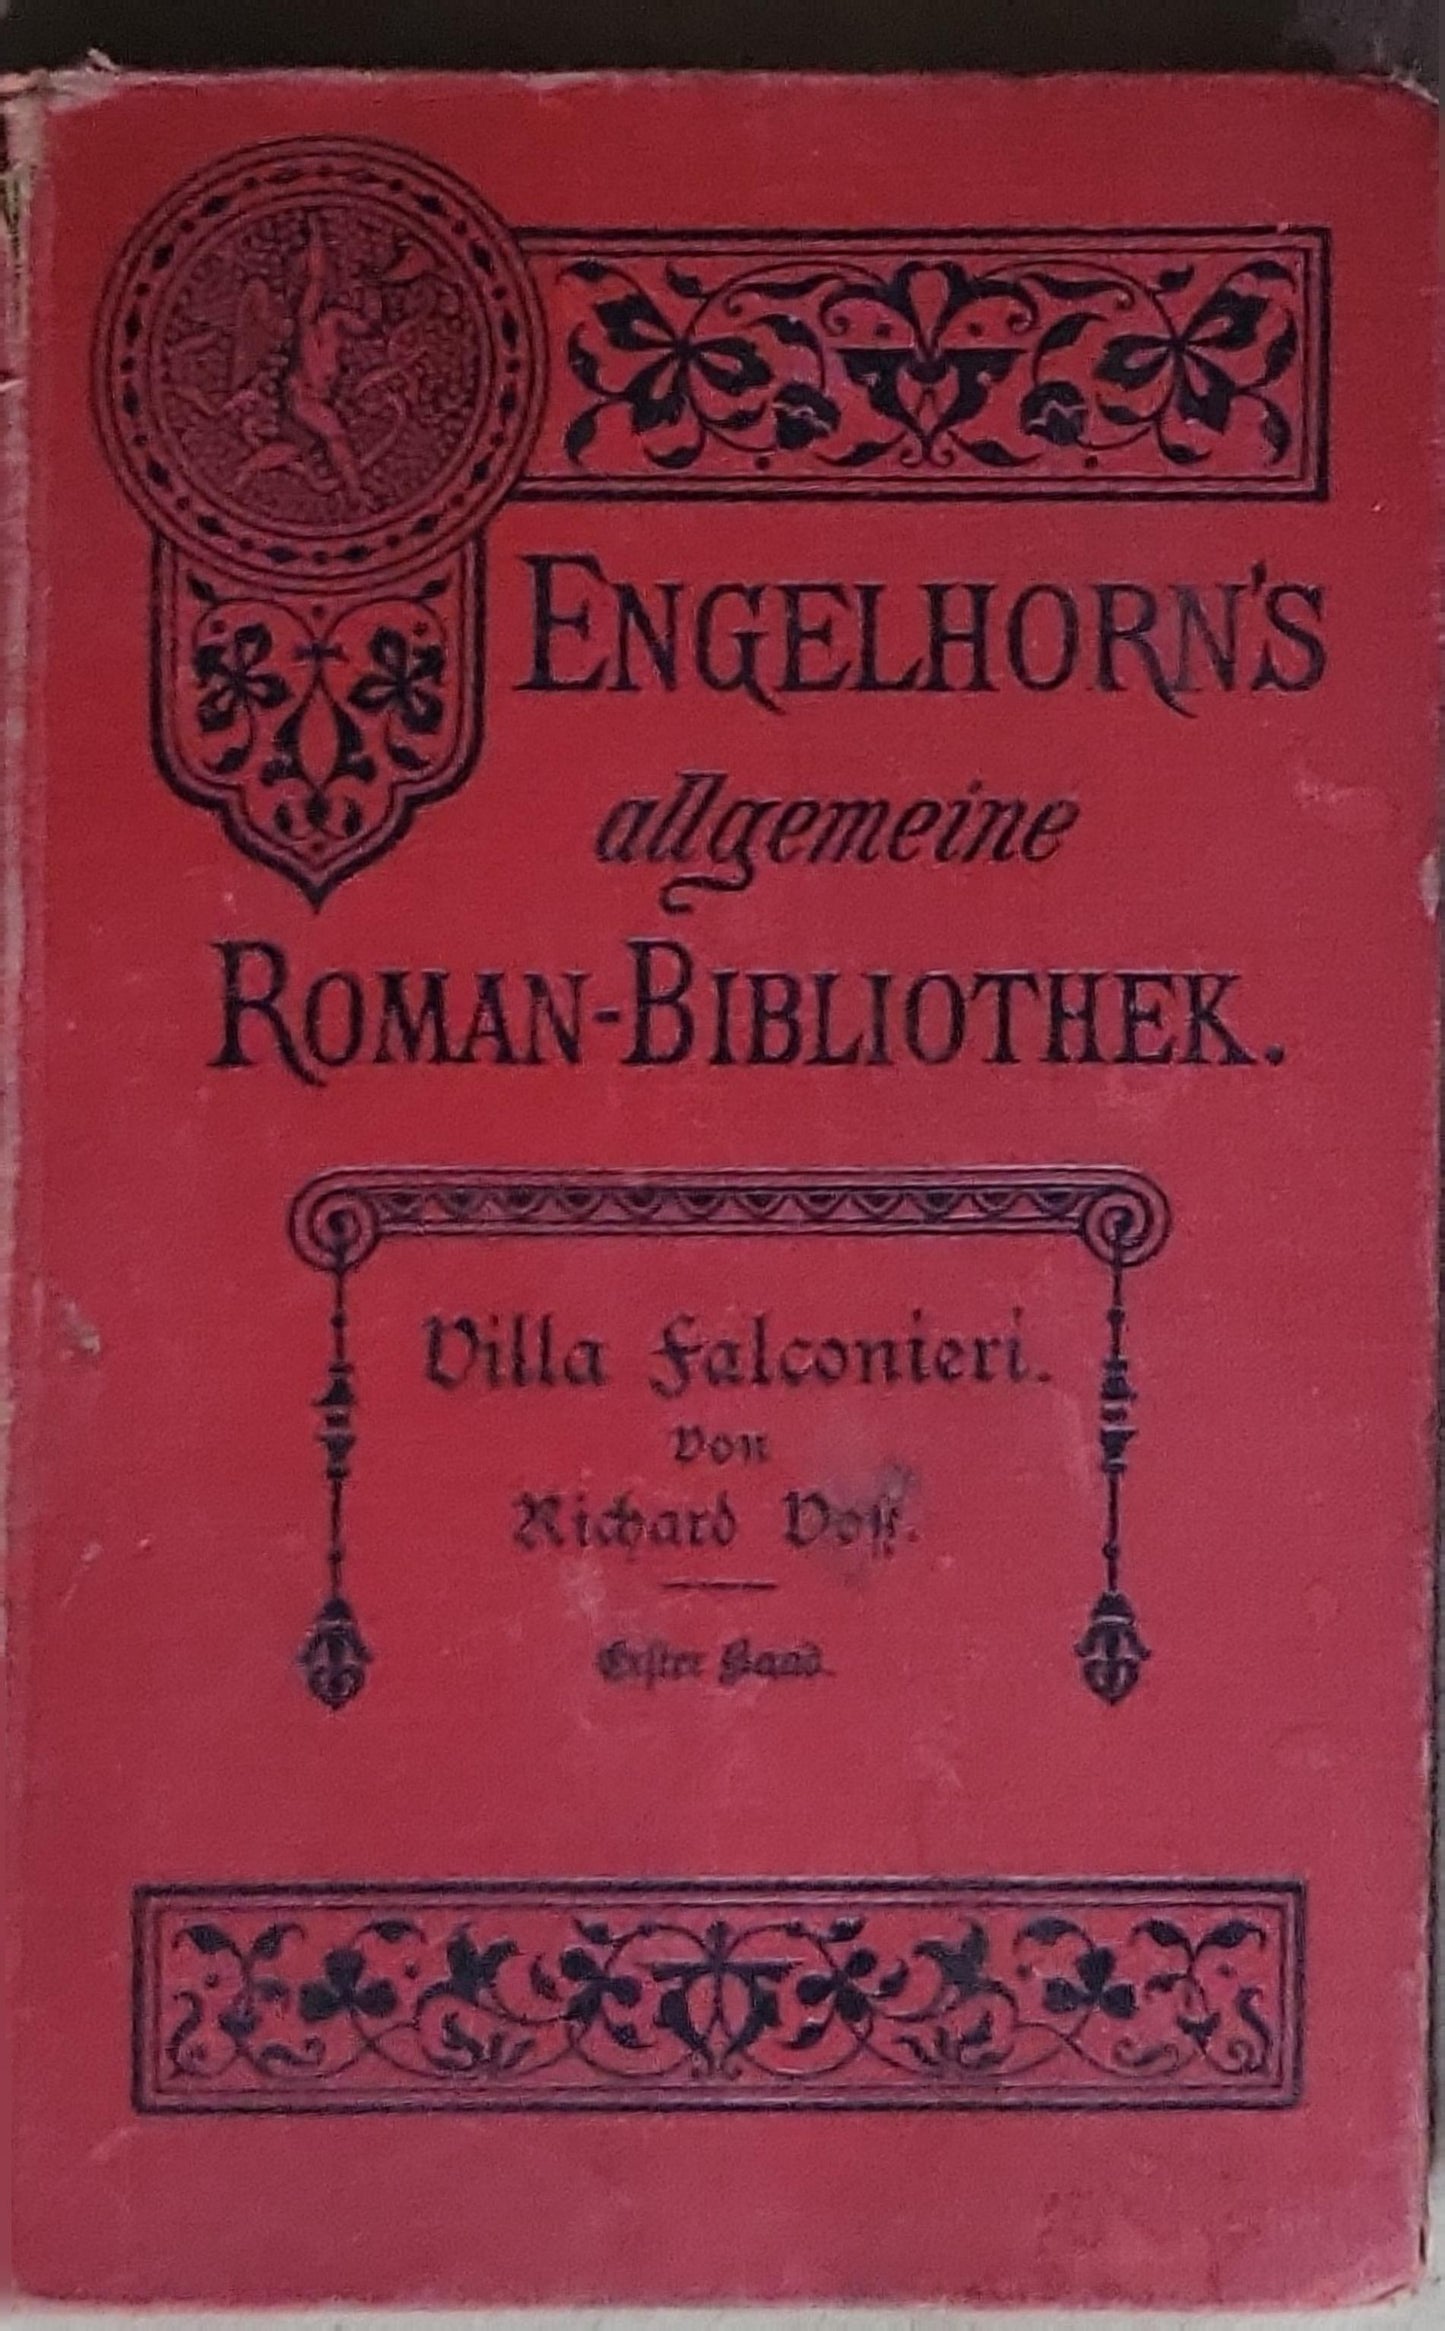 ENGELHORN'S
allgemeine
ROMAN-BIBLIOTHEK.
Villa Falconieri.
Von
Richard Voß.
Erster Band.